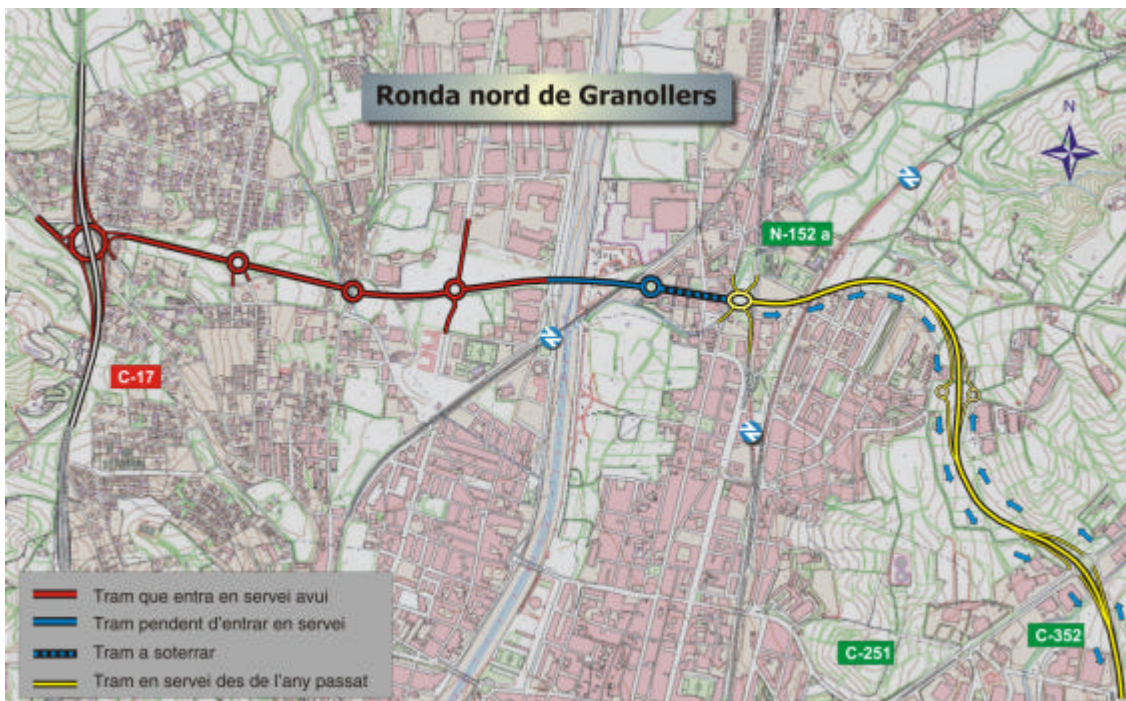 Ronda nord de Granollers
N
N-152 a
C-17
C-352
C-251
Tram que entra en servei avui
Tram pendent d'entrar en servei
Tram a soterrar
Tram en servei des de l'any passat